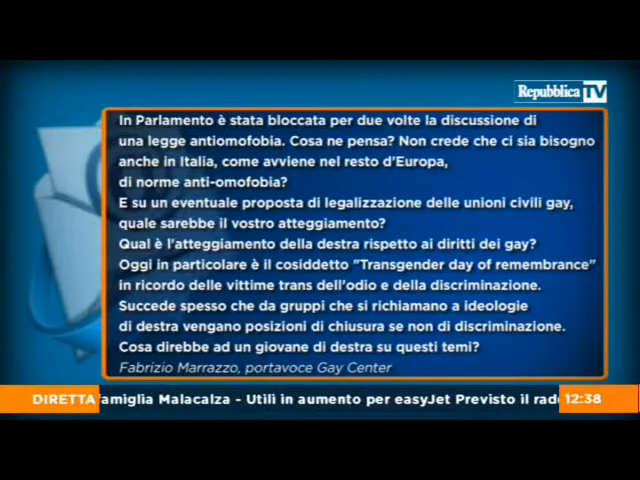 Repubblica TV
In Parlamento è stata bloccata per due volte la discussione di
una legge antiomofobia. Cosa ne pensa? Non crede che ci sia bisogno
anche in Italia, come avviene nel resto d'Europa,
di norme anti-omofobia?
E su un eventuale proposta di legalizzazione delle unioni civili gay,
quale sarebbe il vostro atteggiamento?
Qual è l'atteggiamento della destra rispetto ai diritti dei gay?
Oggi in particolare è il cosiddetto "Transgender day of remembrance"
in ricordo delle vittime trans dell'odio e della discriminazione.
Succede spesso che da gruppi che si richiamano a ideologie
di destra vengano posizioni di chiusura se non di discriminazione.
Cosa direbbe ad un giovane di destra su questi temi?
Fabrizio Marrazzo, portavoce Gay Center
DIRETTA famiglia Malacalza - Utili in aumento per easyJet Previsto il 12:38